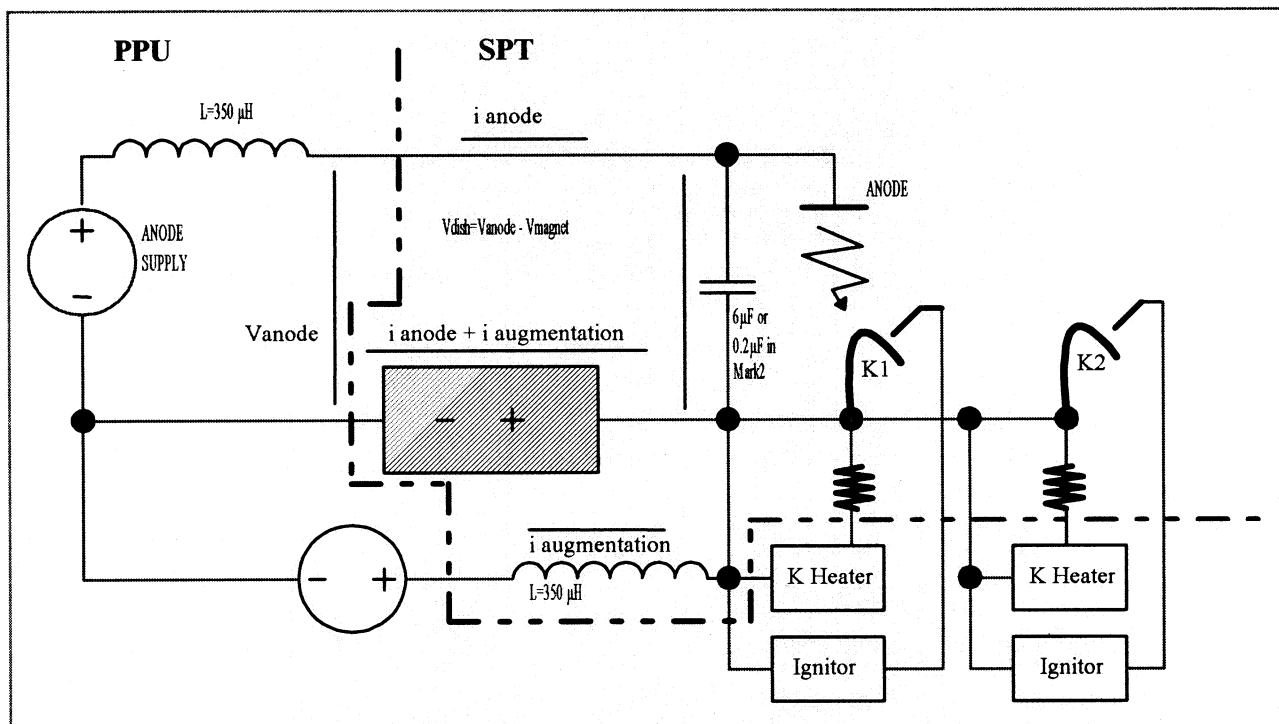 PPU
SPT
L=350 µH
i anode
ANODE
+
ANODE
SUPPLY
-
Vdish=Vanode - Vmagnet
Vanode
i anode + i augmentation
6µF or
0.2µF in
Mark2
K1
K2
- +
i augmentation
- +
L=350 µH
K Heater
K Heater
Ignitor
Ignitor